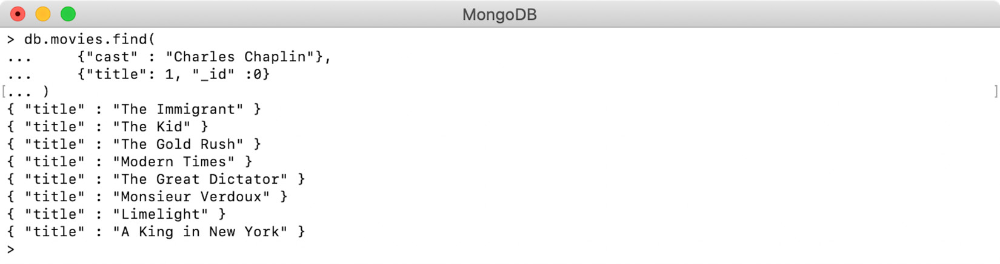 MongoDB
> db.movies.find(
...     {"cast" : "Charles Chaplin"},
...     {"title": 1, "_id" :0}
[... )                                                                                                           ]
{ "title" : "The Immigrant" }
{ "title" : "The Kid" }
{ "title" : "The Gold Rush" }
{ "title" : "Modern Times" }
{ "title" : "The Great Dictator" }
{ "title" : "Monsieur Verdoux" }
{ "title" : "Limelight" }
{ "title" : "A King in New York" }
>